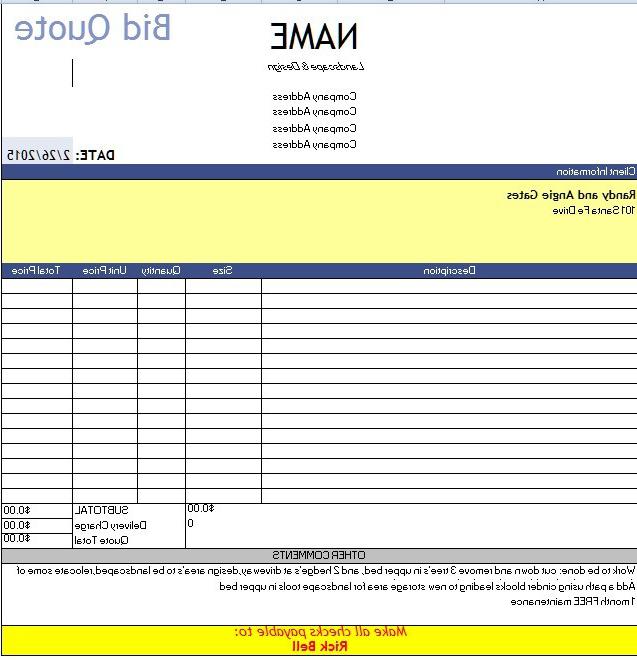 Bid Quote
NAME
Landscape & Design
Company Address
Company Address
Company Address
Company Address
DATE: 2/26/2015
Client Information
Randy and Angie Gates
101 Santa Fe Drive
Description Size Quantity Unit Price Total Price
$0.00 SUBTOTAL $0.00
0 Delivery Charge $0.00
Quote Total $0.00
OTHER COMMENTS
Work to be done: cut down and remove 3 tree's in upper bed, and 2 hedge's at driveway,design area's to be landscaped,relocate some of
Add a path using cinder blocks leading to new storage area for landscape tools in upper bed
1 month FREE maintenance
Make all checks payable to:
Rick Bell